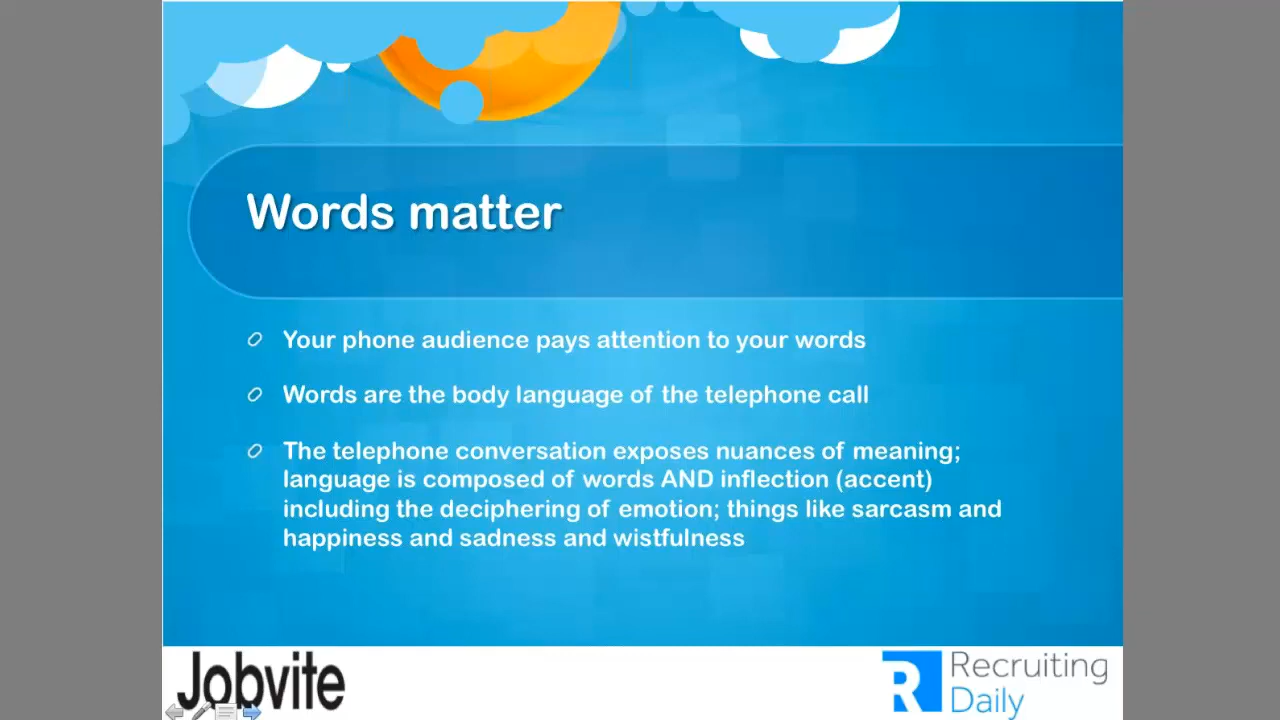 Words matter
Your phone audience pays attention to your words
Words are the body language of the telephone call
The telephone conversation exposes nuances of meaning;
language is composed of words AND inflection (accent)
including the deciphering of emotion; things like sarcasm and
happiness and sadness and wistfulness
Jobvite
R Recruiting
Daily